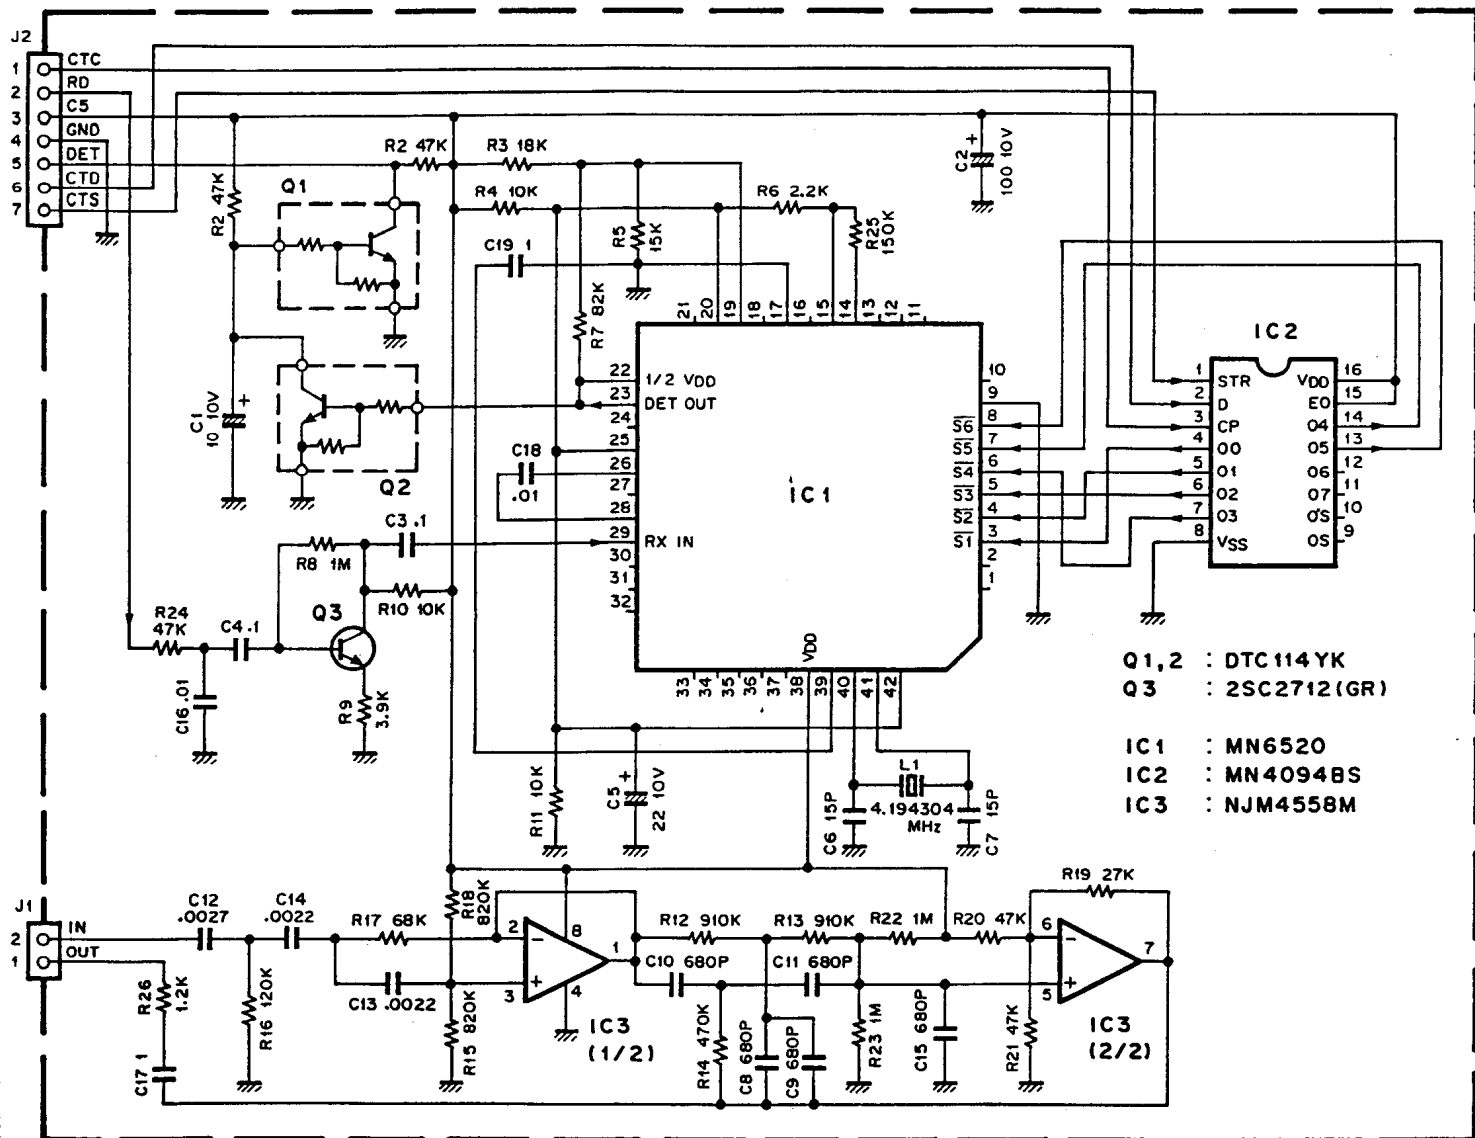 J2
1 CTC
2 RD
3 C5
4 GND
5 DET
6 CTD
7 CTS
R2 47K
R2 47K
R3 18K
R4 10K
R6 2.2K
R25 150K
R5 15K
C2 + 100 10V
Q1
C19 1
R7 82K
C1 + 10 10V
Q2
21 20 19 18 17 16 15 14 13 12 11
22 1/2 VDD
23 DET OUT
24
25
26
27
28
29 RX IN
30
31
32
IC1
10
9
8 S6
7 S5
6 S4
5 S3
4 S2
3 S1
2
1
VDD
33 34 35 36 37 38 39 40 41 42
C18 .01
IC2
1 STR
2 D
3 CP
4 O0
5 O1
6 O2
7 O3
8 VSS
VDD 16
EO 15
O4 14
O5 13
O6 12
O7 11
O'S 10
OS 9
C3 .1
R8 1M
R10 10K
Q3
R24 47K
C4 .1
C16 .01
R9 3.9K
R11 10K
C5 + 22 10V
L1
4.194304 MHz
C6 15P
C7 15P
Q1,2 : DTC114YK
Q3 : 2SC2712(GR)
IC1 : MN6520
IC2 : MN4094BS
IC3 : NJM4558M
J1
2 IN
1 OUT
C12 .0027
C14 .0022
R17 68K
C13 .0022
R18 820K
R15 820K
R16 120K
R26 1.2K
C17 1
2 -
3 +
8
4
1
IC3 (1/2)
R12 910K
R13 910K
R22 1M
R20 47K
R19 27K
C10 680P
C11 680P
R14 470K
C8 680P
C9 680P
R23 1M
C15 680P
R21 47K
6 -
5 +
7
IC3 (2/2)